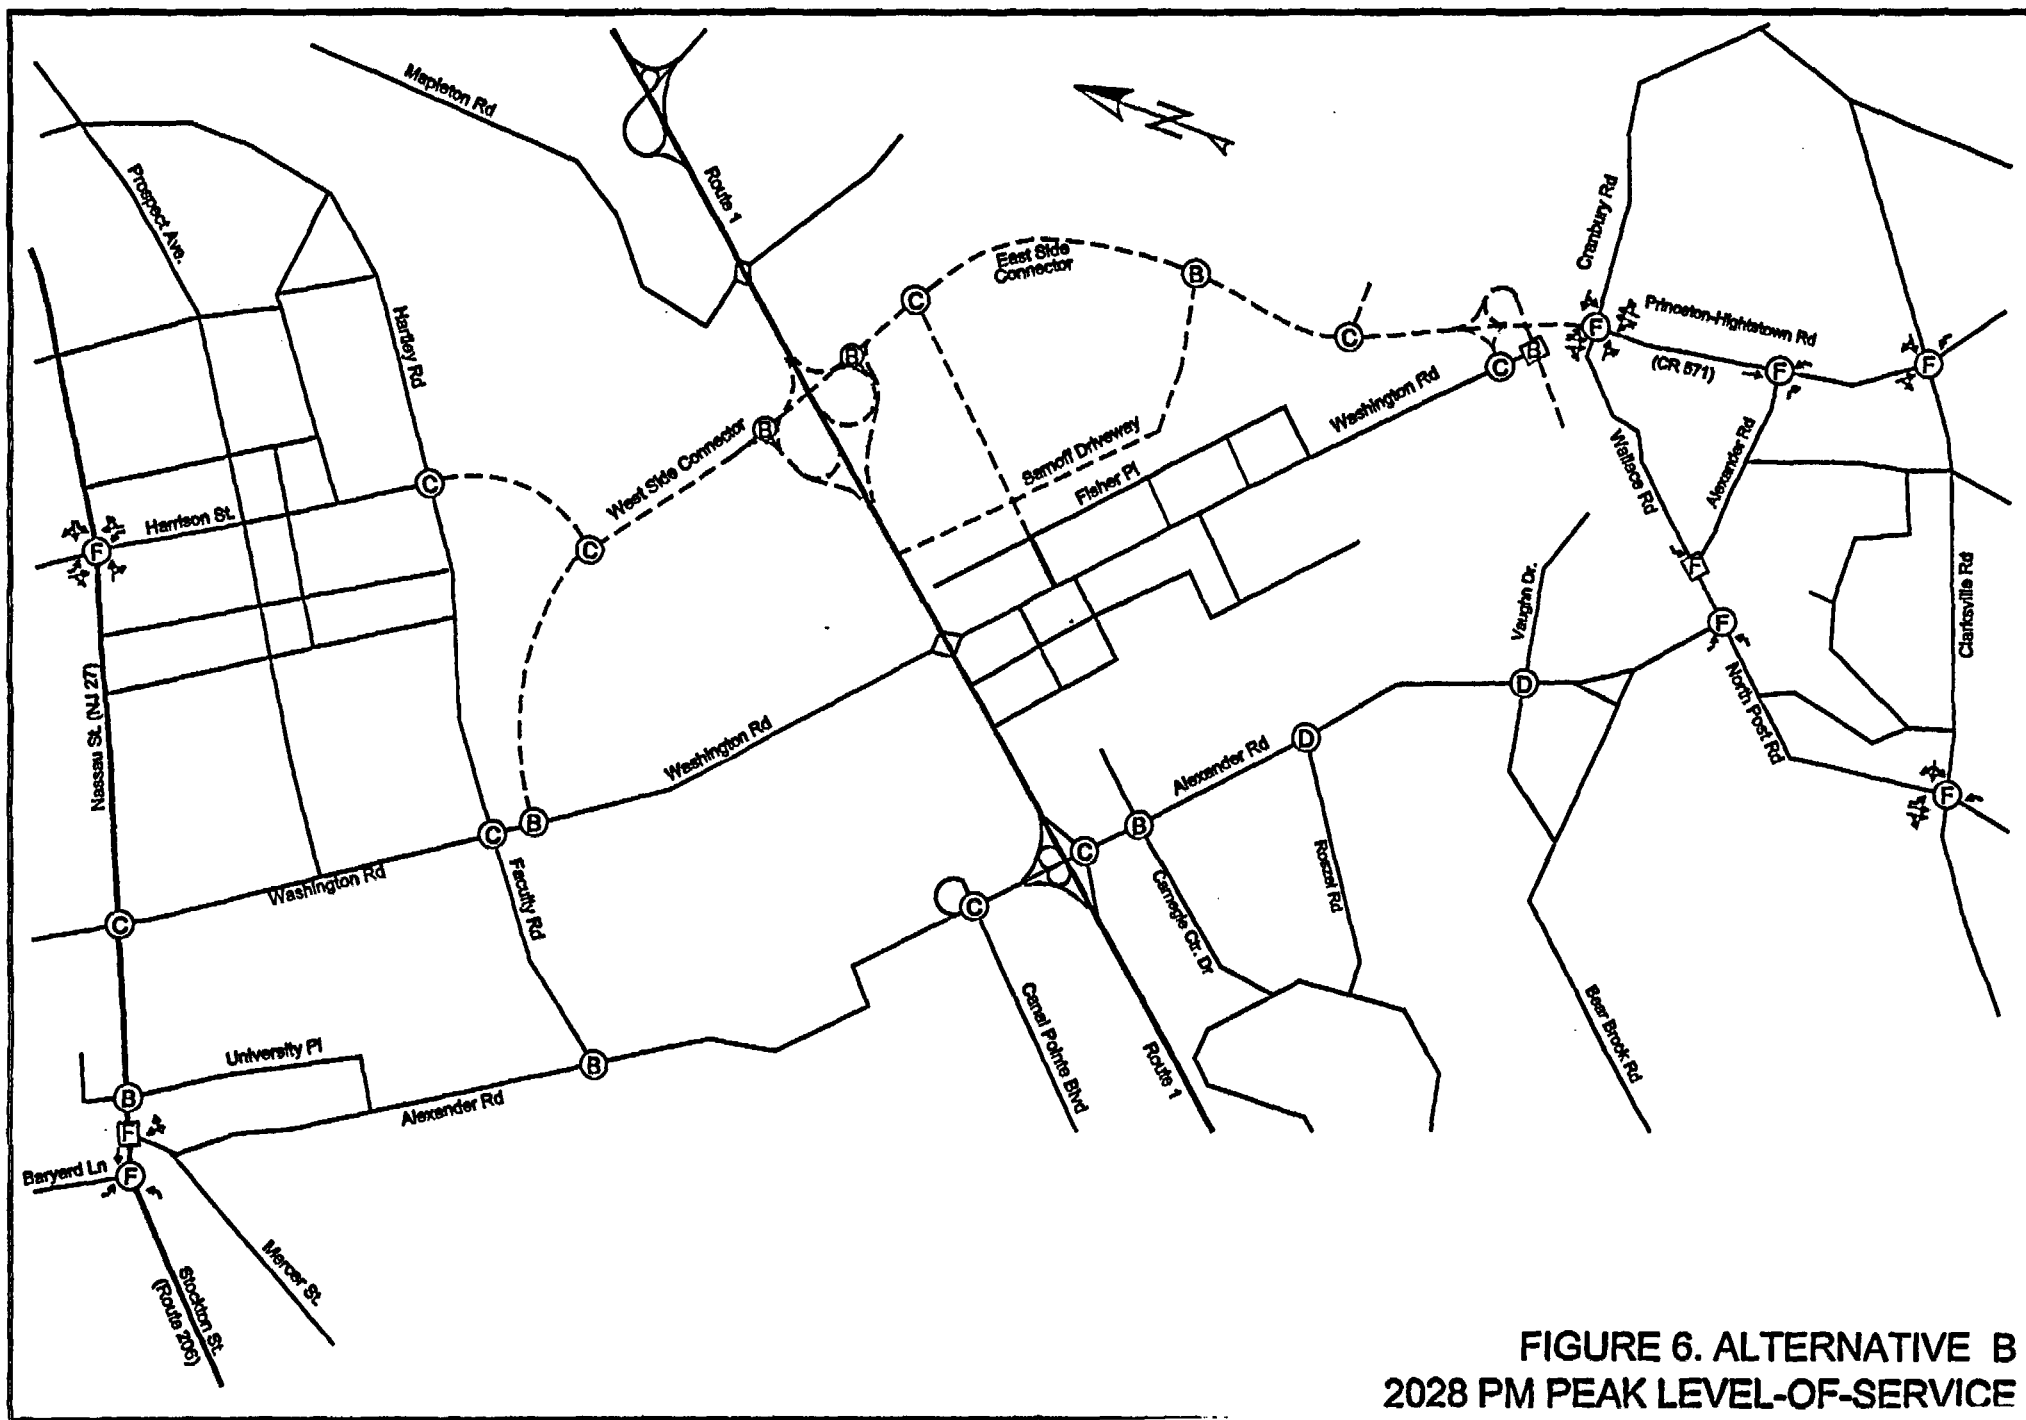 Mapleton Rd
Prospect Ave.
Route 1
N
East Side
Connector
B
C
Cranbury Rd
Princeton-Hightstown Rd
(CR 571)
F
F
F
Hartley Rd
C
B
C
B
Washington Rd
B
West Side Connector
Sarnoff Driveway
Fisher Pl
Wallace Rd
Alexander Rd
C
Harrison St.
F
C
F
Vaughn Dr.
Clarksville Rd
F
Nassau St. (NJ 27)
D
North Post Rd
Washington Rd
D
Alexander Rd
F
C
B
B
C
Roszel Rd
Washington Rd
Faculty Rd
C
Carnegie Ctr. Dr
C
Canal Pointe Blvd
Route 1
Bear Brook Rd
University Pl
B
B
Alexander Rd
F
Baryard Ln
F
Mercer St.
Stockton St.
(Route 206)
FIGURE 6. ALTERNATIVE B
2028 PM PEAK LEVEL-OF-SERVICE